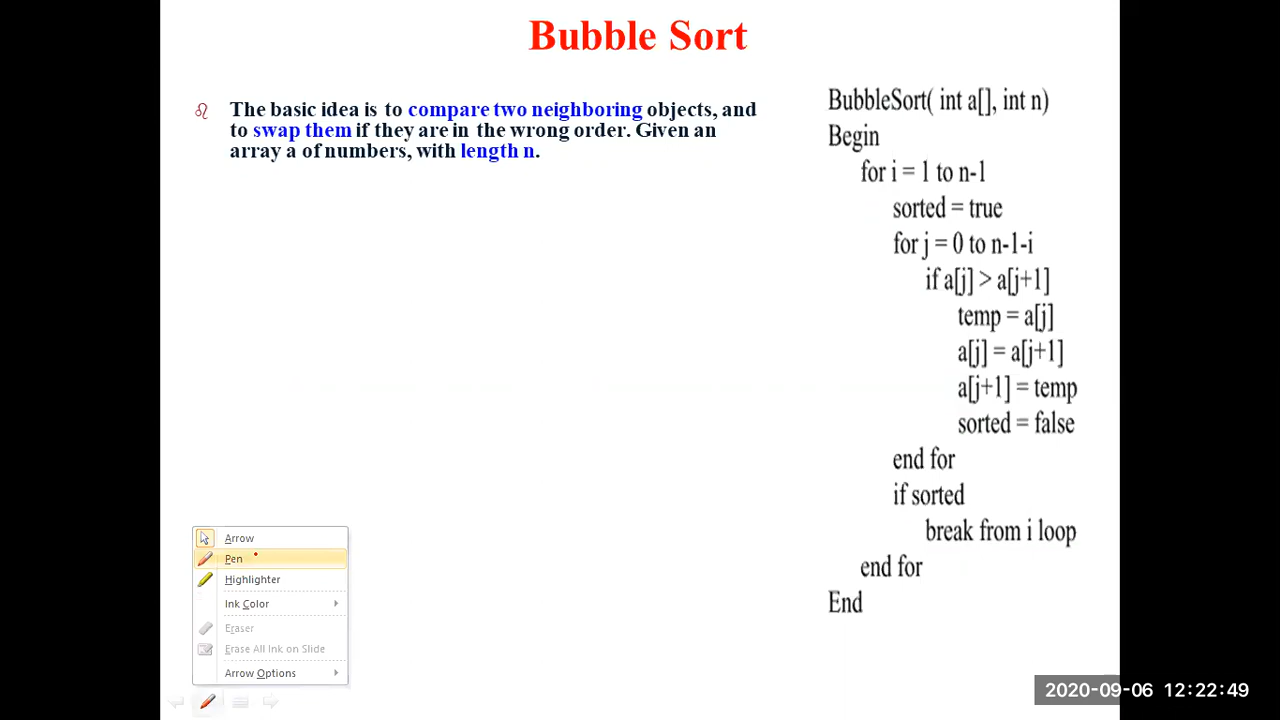 Bubble Sort
The basic idea is to compare two neighboring objects, and
to swap them if they are in the wrong order. Given an
array a of numbers, with length n.
BubbleSort( int a[], int n)
Begin
for i = 1 to n-1
sorted = true
for j = 0 to n-1-i
if a[j] > a[j+1]
temp = a[j]
a[j] = a[j+1]
a[j+1] = temp
sorted = false
end for
if sorted
break from i loop
end for
End
Arrow
Pen
Highlighter
Ink Color
Eraser
Erase All Ink on Slide
Arrow Options
2020-09-06 12:22:49